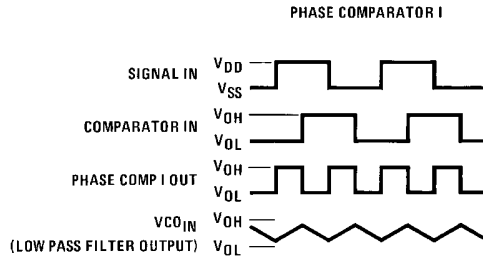 PHASE COMPARATOR I
SIGNAL IN VDD
VSS
COMPARATOR IN VOH
VOL
PHASE COMP I OUT VOH
VOL
VCOIN VOH
(LOW PASS FILTER OUTPUT) VOL